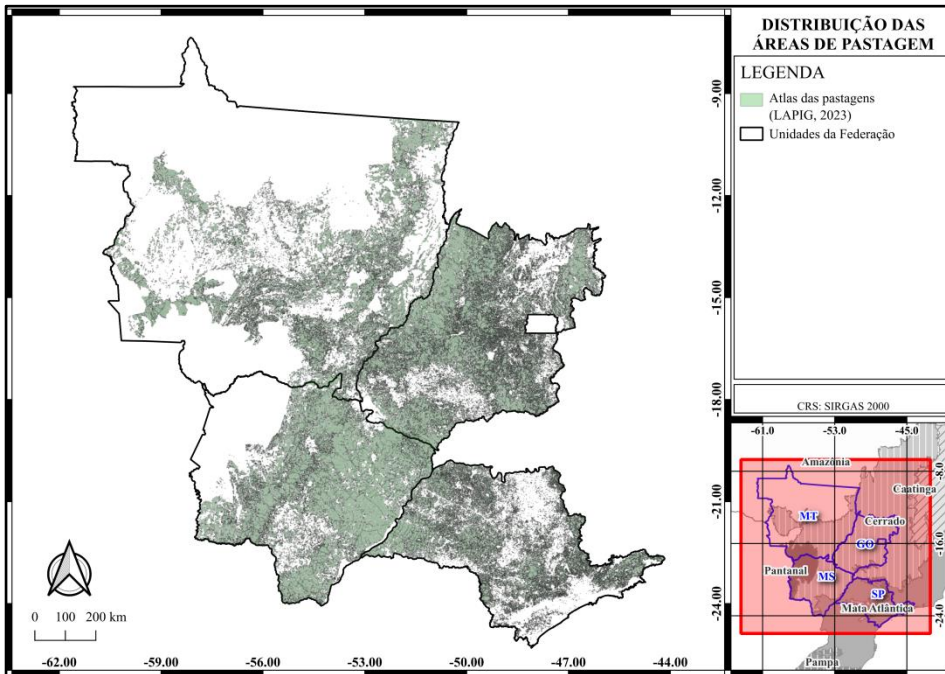 DISTRIBUIÇÃO DAS
ÁREAS DE PASTAGEM
LEGENDA
Atlas das pastagens
(LAPIG, 2023)
Unidades da Federação
CRS: SIRGAS 2000
-9.00
-12.00
-15.00
-18.00
-21.00
-24.00
0 100 200 km
-62.00 -59.00 -56.00 -53.00 -50.00 -47.00 -44.00
-61.0 -53.0 -45.0
Amazônia
-8.0
Caatinga
MT
Cerrado
GO
-16.0
Pantanal
MS
SP
Mata Atlântica
-24.0
Pampa